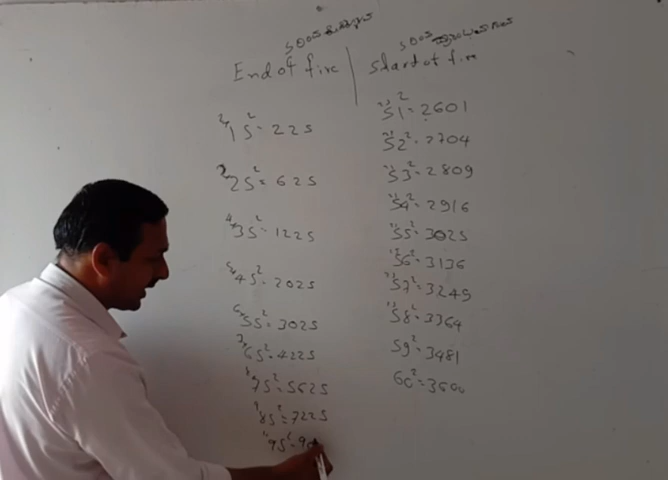 End of five
15² = 225
25² = 625
35² = 1225
45² = 2025
55² = 3025
65² = 4225
75² = 5625
85² = 7225
95² = 90
Start of five
51² = 2601
52² = 2704
53² = 2809
54² = 2916
55² = 3025
56² = 3136
57² = 3249
58² = 3364
59² = 3481
60² = 3600